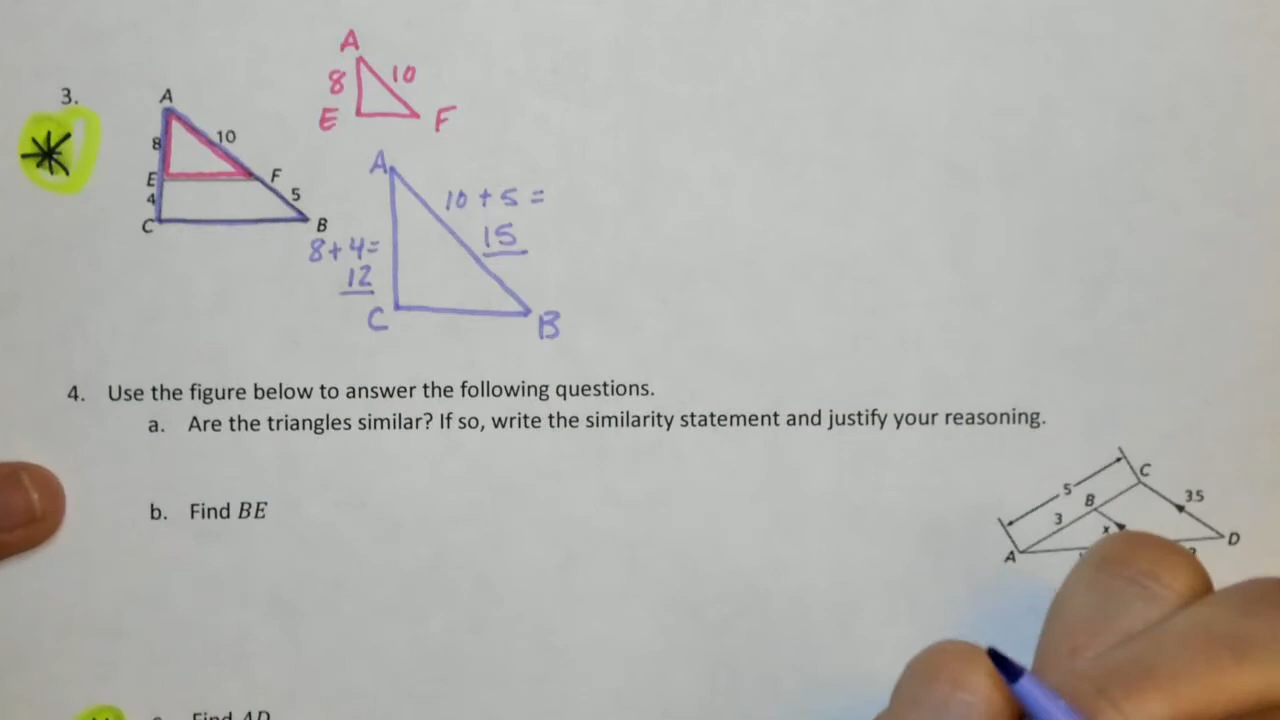 3.
A
8
10
E
F
4
5
C
B
A
8
10
E
F
A
10 + 5 =
15
8 + 4 =
12
C
B
4. Use the figure below to answer the following questions.
a. Are the triangles similar? If so, write the similarity statement and justify your reasoning.
b. Find BE
C
5
3.5
B
3
x
D
A
Find AD